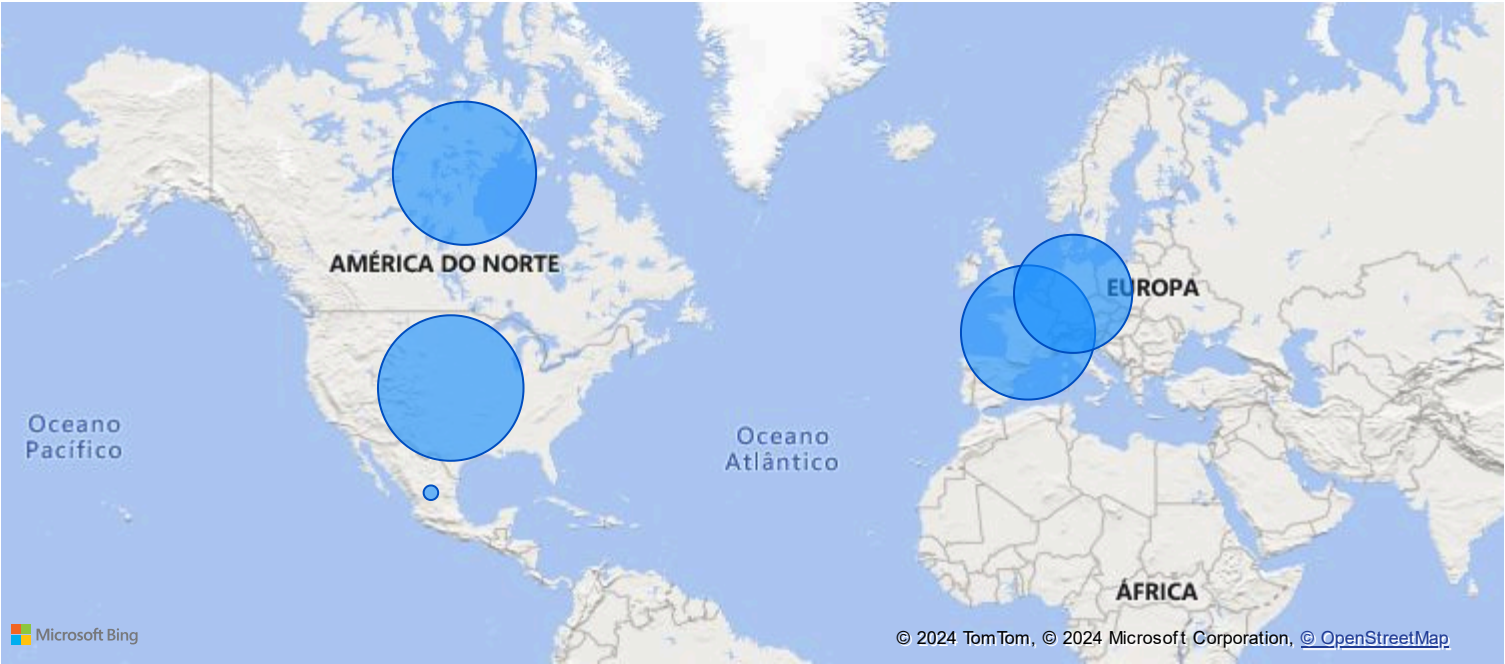 AMÉRICA DO NORTE
EUROPA
Oceano
Pacífico
Oceano
Atlântico
ÁFRICA
Microsoft Bing
© 2024 TomTom, © 2024 Microsoft Corporation, © OpenStreetMap